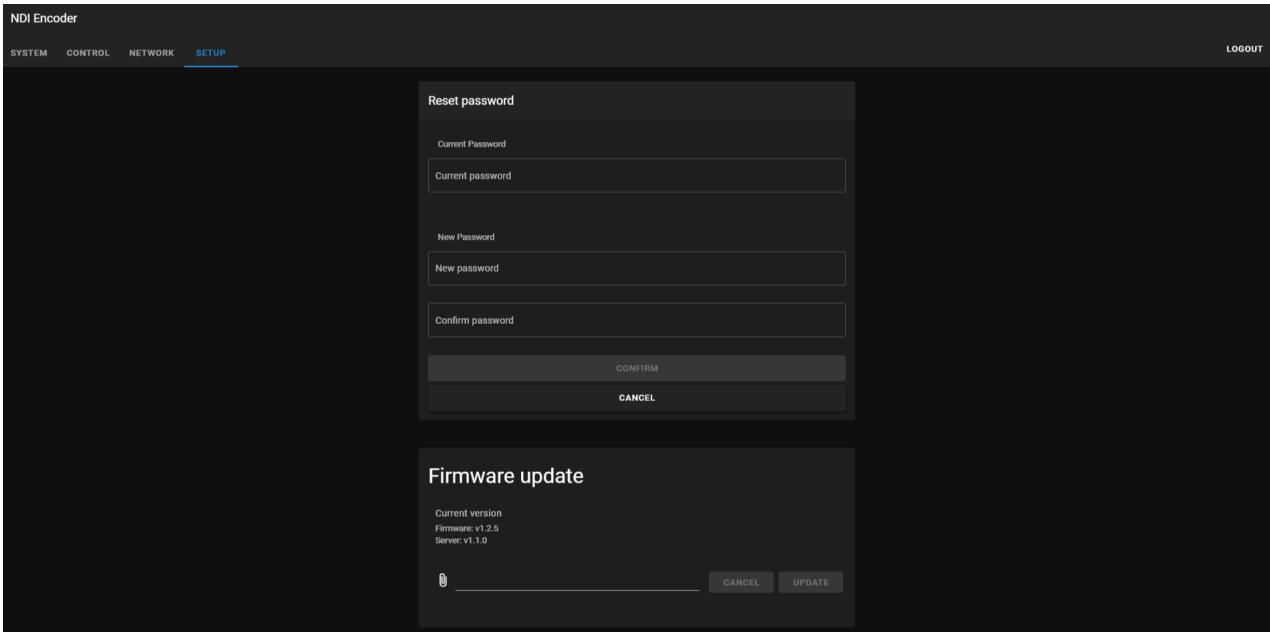 NDI Encoder
SYSTEM CONTROL NETWORK SETUP LOGOUT
Reset password
Current Password
Current password
New Password
New password
Confirm password
CONFIRM
CANCEL
Firmware update
Current version
Firmware: v1.2.5
Server: v1.1.0
CANCEL UPDATE